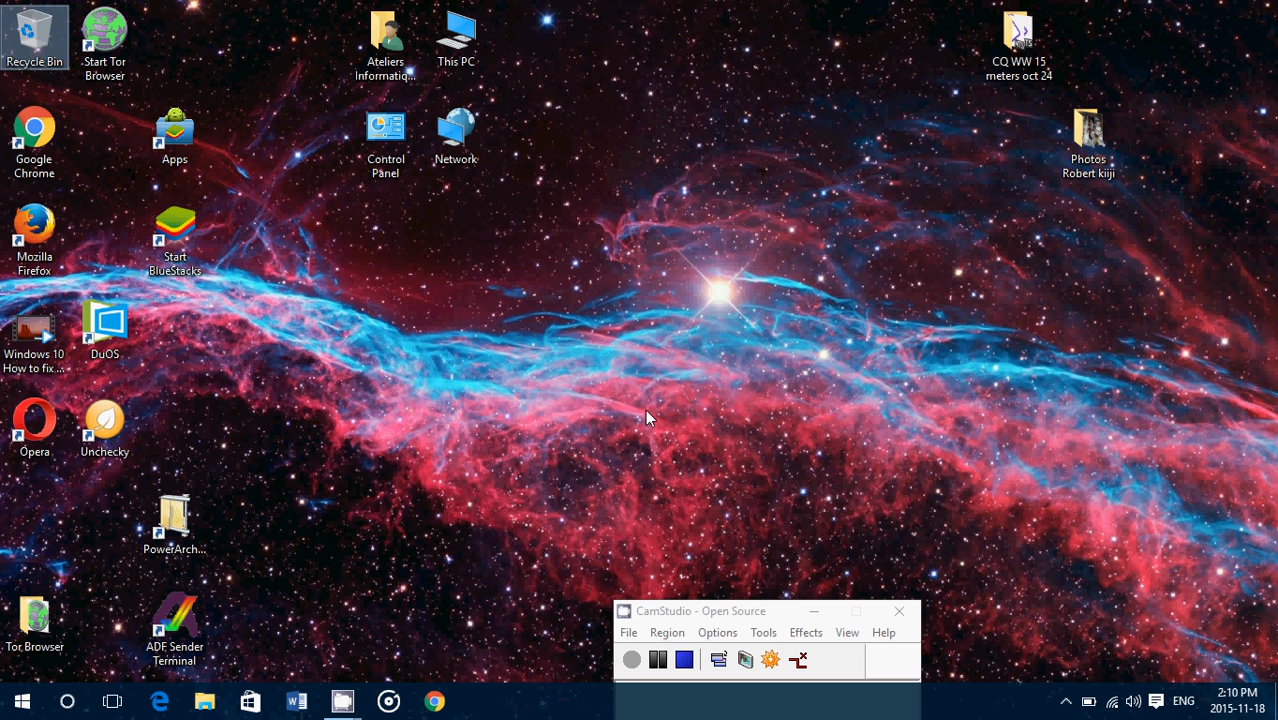 Recycle Bin
Start Tor
Browser
Ateliers
Informatiq...
This PC
CQ WW 15
meters oct 24
Google
Chrome
Apps
Control
Panel
Network
Photos
Robert kiiji
Mozilla
Firefox
Start
BlueStacks
Windows 10
How to fix ...
DuOS
Opera
Unchecky
PowerArch...
Tor Browser
ADF Sender
Terminal
CamStudio - Open Source
File Region Options Tools Effects View Help
ENG
2:10 PM
2015-11-18